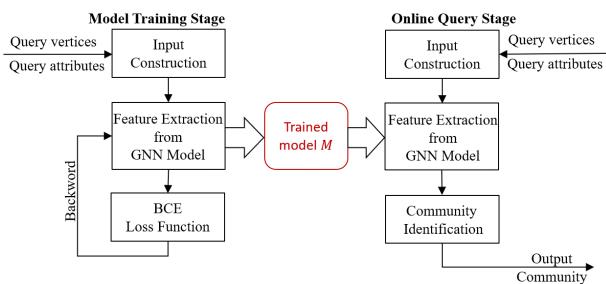 Model Training Stage
Online Query Stage
Query vertices
Query attributes
Input
Construction
Input
Construction
Query vertices
Query attributes
Feature Extraction
from
GNN Model
Trained
model M
Feature Extraction
from
GNN Model
Backword
BCE
Loss Function
Community
Identification
Output
Community